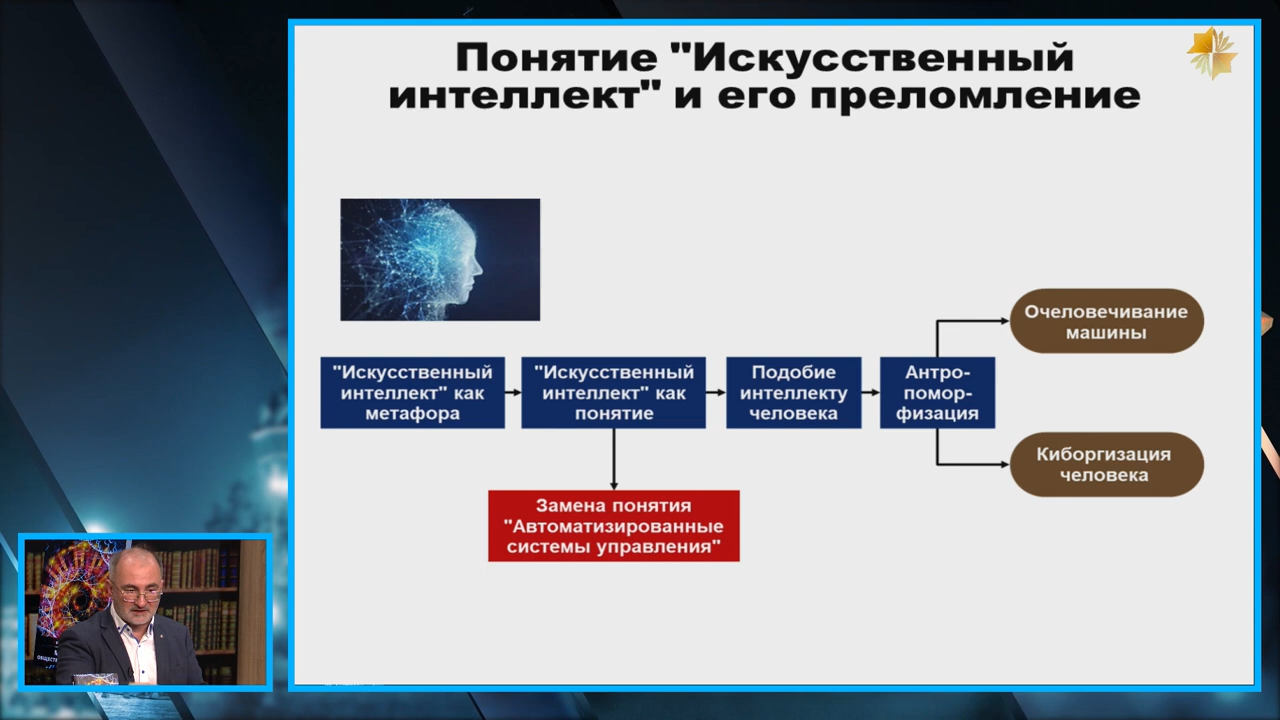 Понятие "Искусственный
интеллект" и его преломление
Очеловечивание
машины
"Искусственный
интеллект" как
метафора
"Искусственный
интеллект" как
понятие
Подобие
интеллекту
человека
Антро-
помор-
физация
Киборгизация
человека
Замена понятия
"Автоматизированные
системы управления"